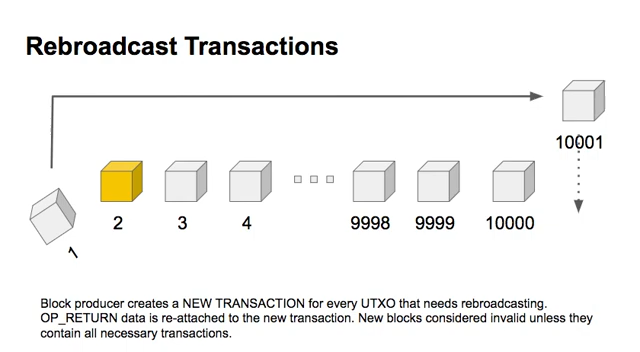 Rebroadcast Transactions
10001
1
2
3
4
9998
9999
10000
Block producer creates a NEW TRANSACTION for every UTXO that needs rebroadcasting.
OP_RETURN data is re-attached to the new transaction. New blocks considered invalid unless they
contain all necessary transactions.